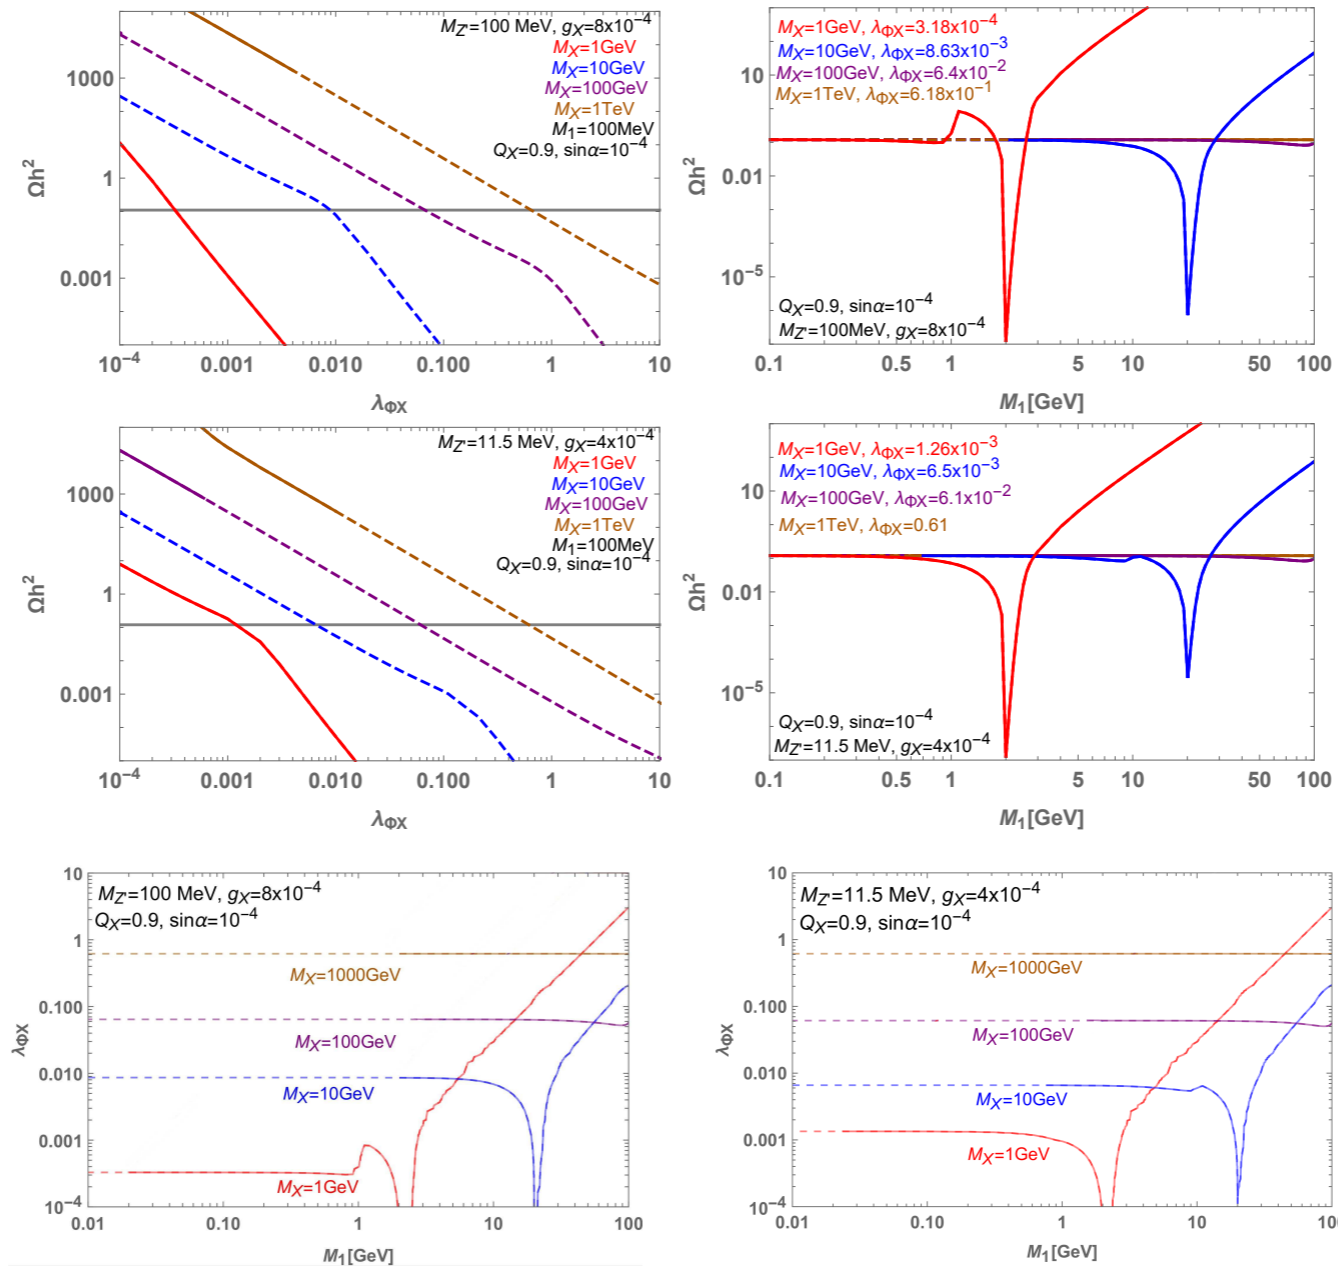 M_Z'=100 MeV, g_X=8x10^-4
M_X=1GeV
M_X=10GeV
M_X=100GeV
M_X=1TeV
M_1=100MeV
Q_X=0.9, sinα=10^-4
1000
1
0.001
Ωh^2
10^-4 0.001 0.010 0.100 1 10
λ_ΦX
M_X=1GeV, λ_ΦX=3.18x10^-4
M_X=10GeV, λ_ΦX=8.63x10^-3
M_X=100GeV, λ_ΦX=6.4x10^-2
M_X=1TeV, λ_ΦX=6.18x10^-1
10
0.01
10^-5
Ωh^2
Q_X=0.9, sinα=10^-4
M_Z'=100MeV, g_X=8x10^-4
0.1 0.5 1 5 10 50 100
M_1[GeV]
M_Z'=11.5 MeV, g_X=4x10^-4
M_X=1GeV
M_X=10GeV
M_X=100GeV
M_X=1TeV
M_1=100MeV
Q_X=0.9, sinα=10^-4
1000
1
0.001
Ωh^2
10^-4 0.001 0.010 0.100 1 10
λ_ΦX
M_X=1GeV, λ_ΦX=1.26x10^-3
M_X=10GeV, λ_ΦX=6.5x10^-3
M_X=100GeV, λ_ΦX=6.1x10^-2
M_X=1TeV, λ_ΦX=0.61
10
0.01
10^-5
Ωh^2
Q_X=0.9, sinα=10^-4
M_Z'=11.5 MeV, g_X=4x10^-4
0.1 0.5 1 5 10 50 100
M_1[GeV]
M_Z'=100 MeV, g_X=8x10^-4
Q_X=0.9, sinα=10^-4
10
1
0.100
0.010
0.001
10^-4
λ_ΦX
M_X=1000GeV
M_X=100GeV
M_X=10GeV
M_X=1GeV
0.01 0.10 1 10 100
M_1[GeV]
M_Z'=11.5 MeV, g_X=4x10^-4
Q_X=0.9, sinα=10^-4
10
1
0.100
0.010
0.001
10^-4
λ_ΦX
M_X=1000GeV
M_X=100GeV
M_X=10GeV
M_X=1GeV
0.01 0.10 1 10
M_1[GeV]